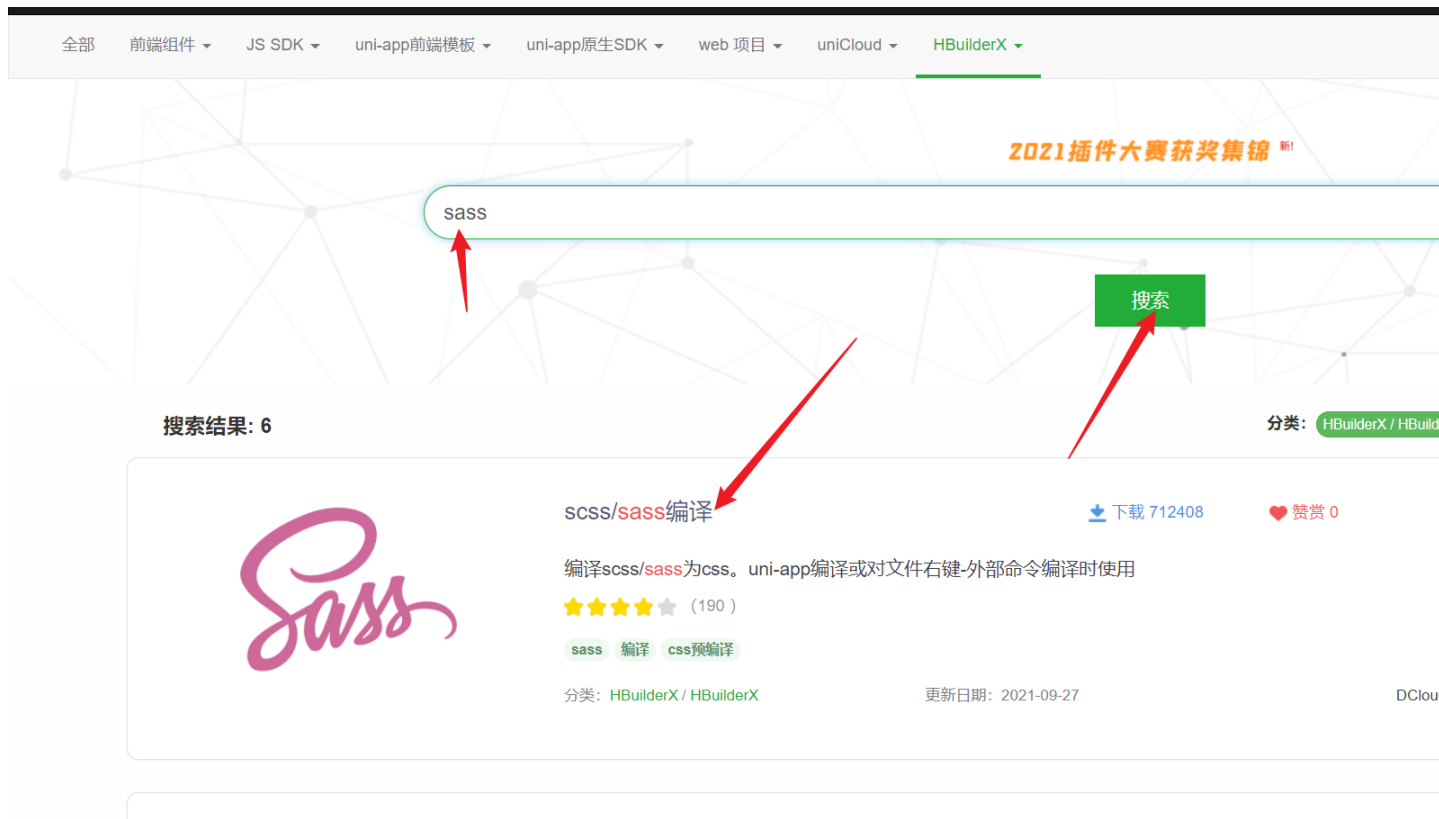 全部 前端组件 JS SDK uni-app前端模板 uni-app原生SDK web 项目 uniCloud HBuilderX
2021插件大赛获奖集锦 新!
sass
搜索
搜索结果: 6 分类： HBuilderX / HBuild
Sass
scss/sass编译 下载 712408 赞赏 0
编译scss/sass为css。uni-app编译或对文件右键-外部命令编译时使用
（190 ）
sass 编译 css预编译
分类：HBuilderX / HBuilderX 更新日期：2021-09-27 DClou